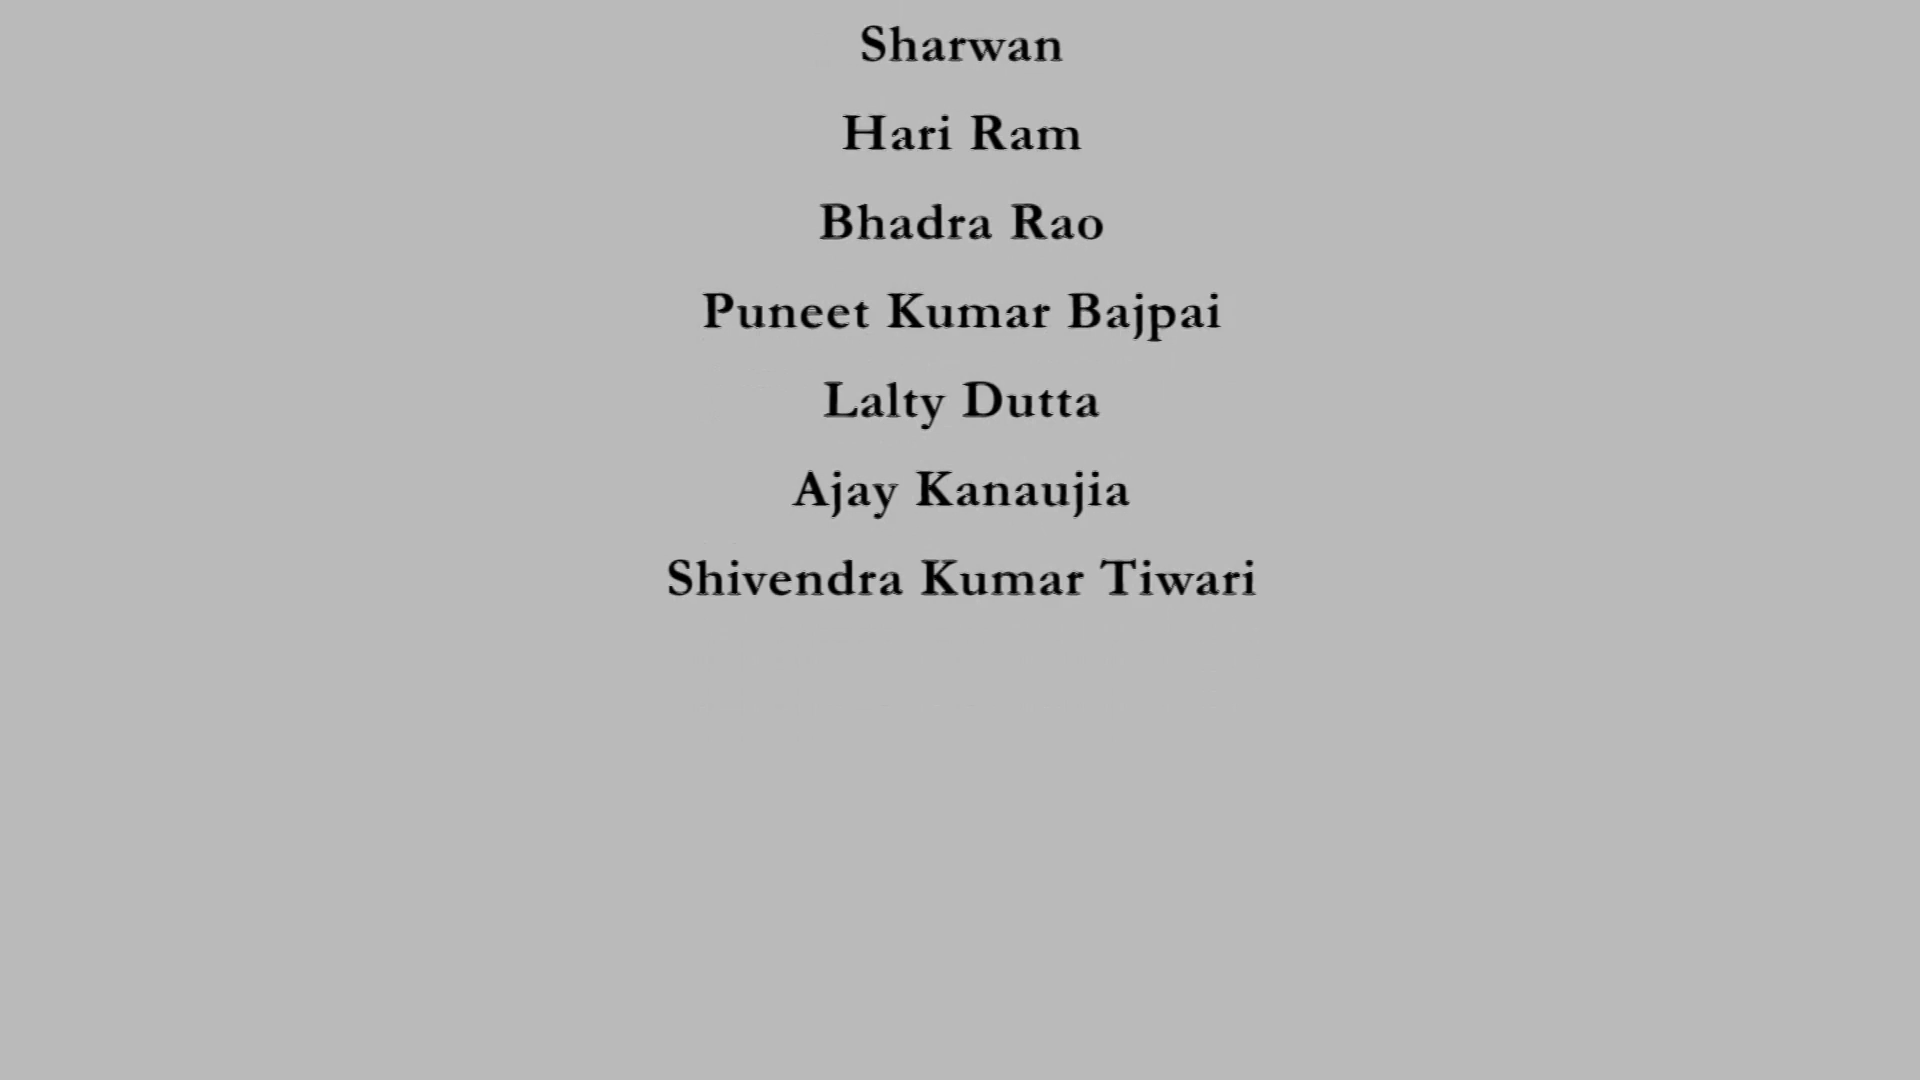 Sharwan
Hari Ram
Bhadra Rao
Puneet Kumar Bajpai
Lalty Dutta
Ajay Kanaujia
Shivendra Kumar Tiwari